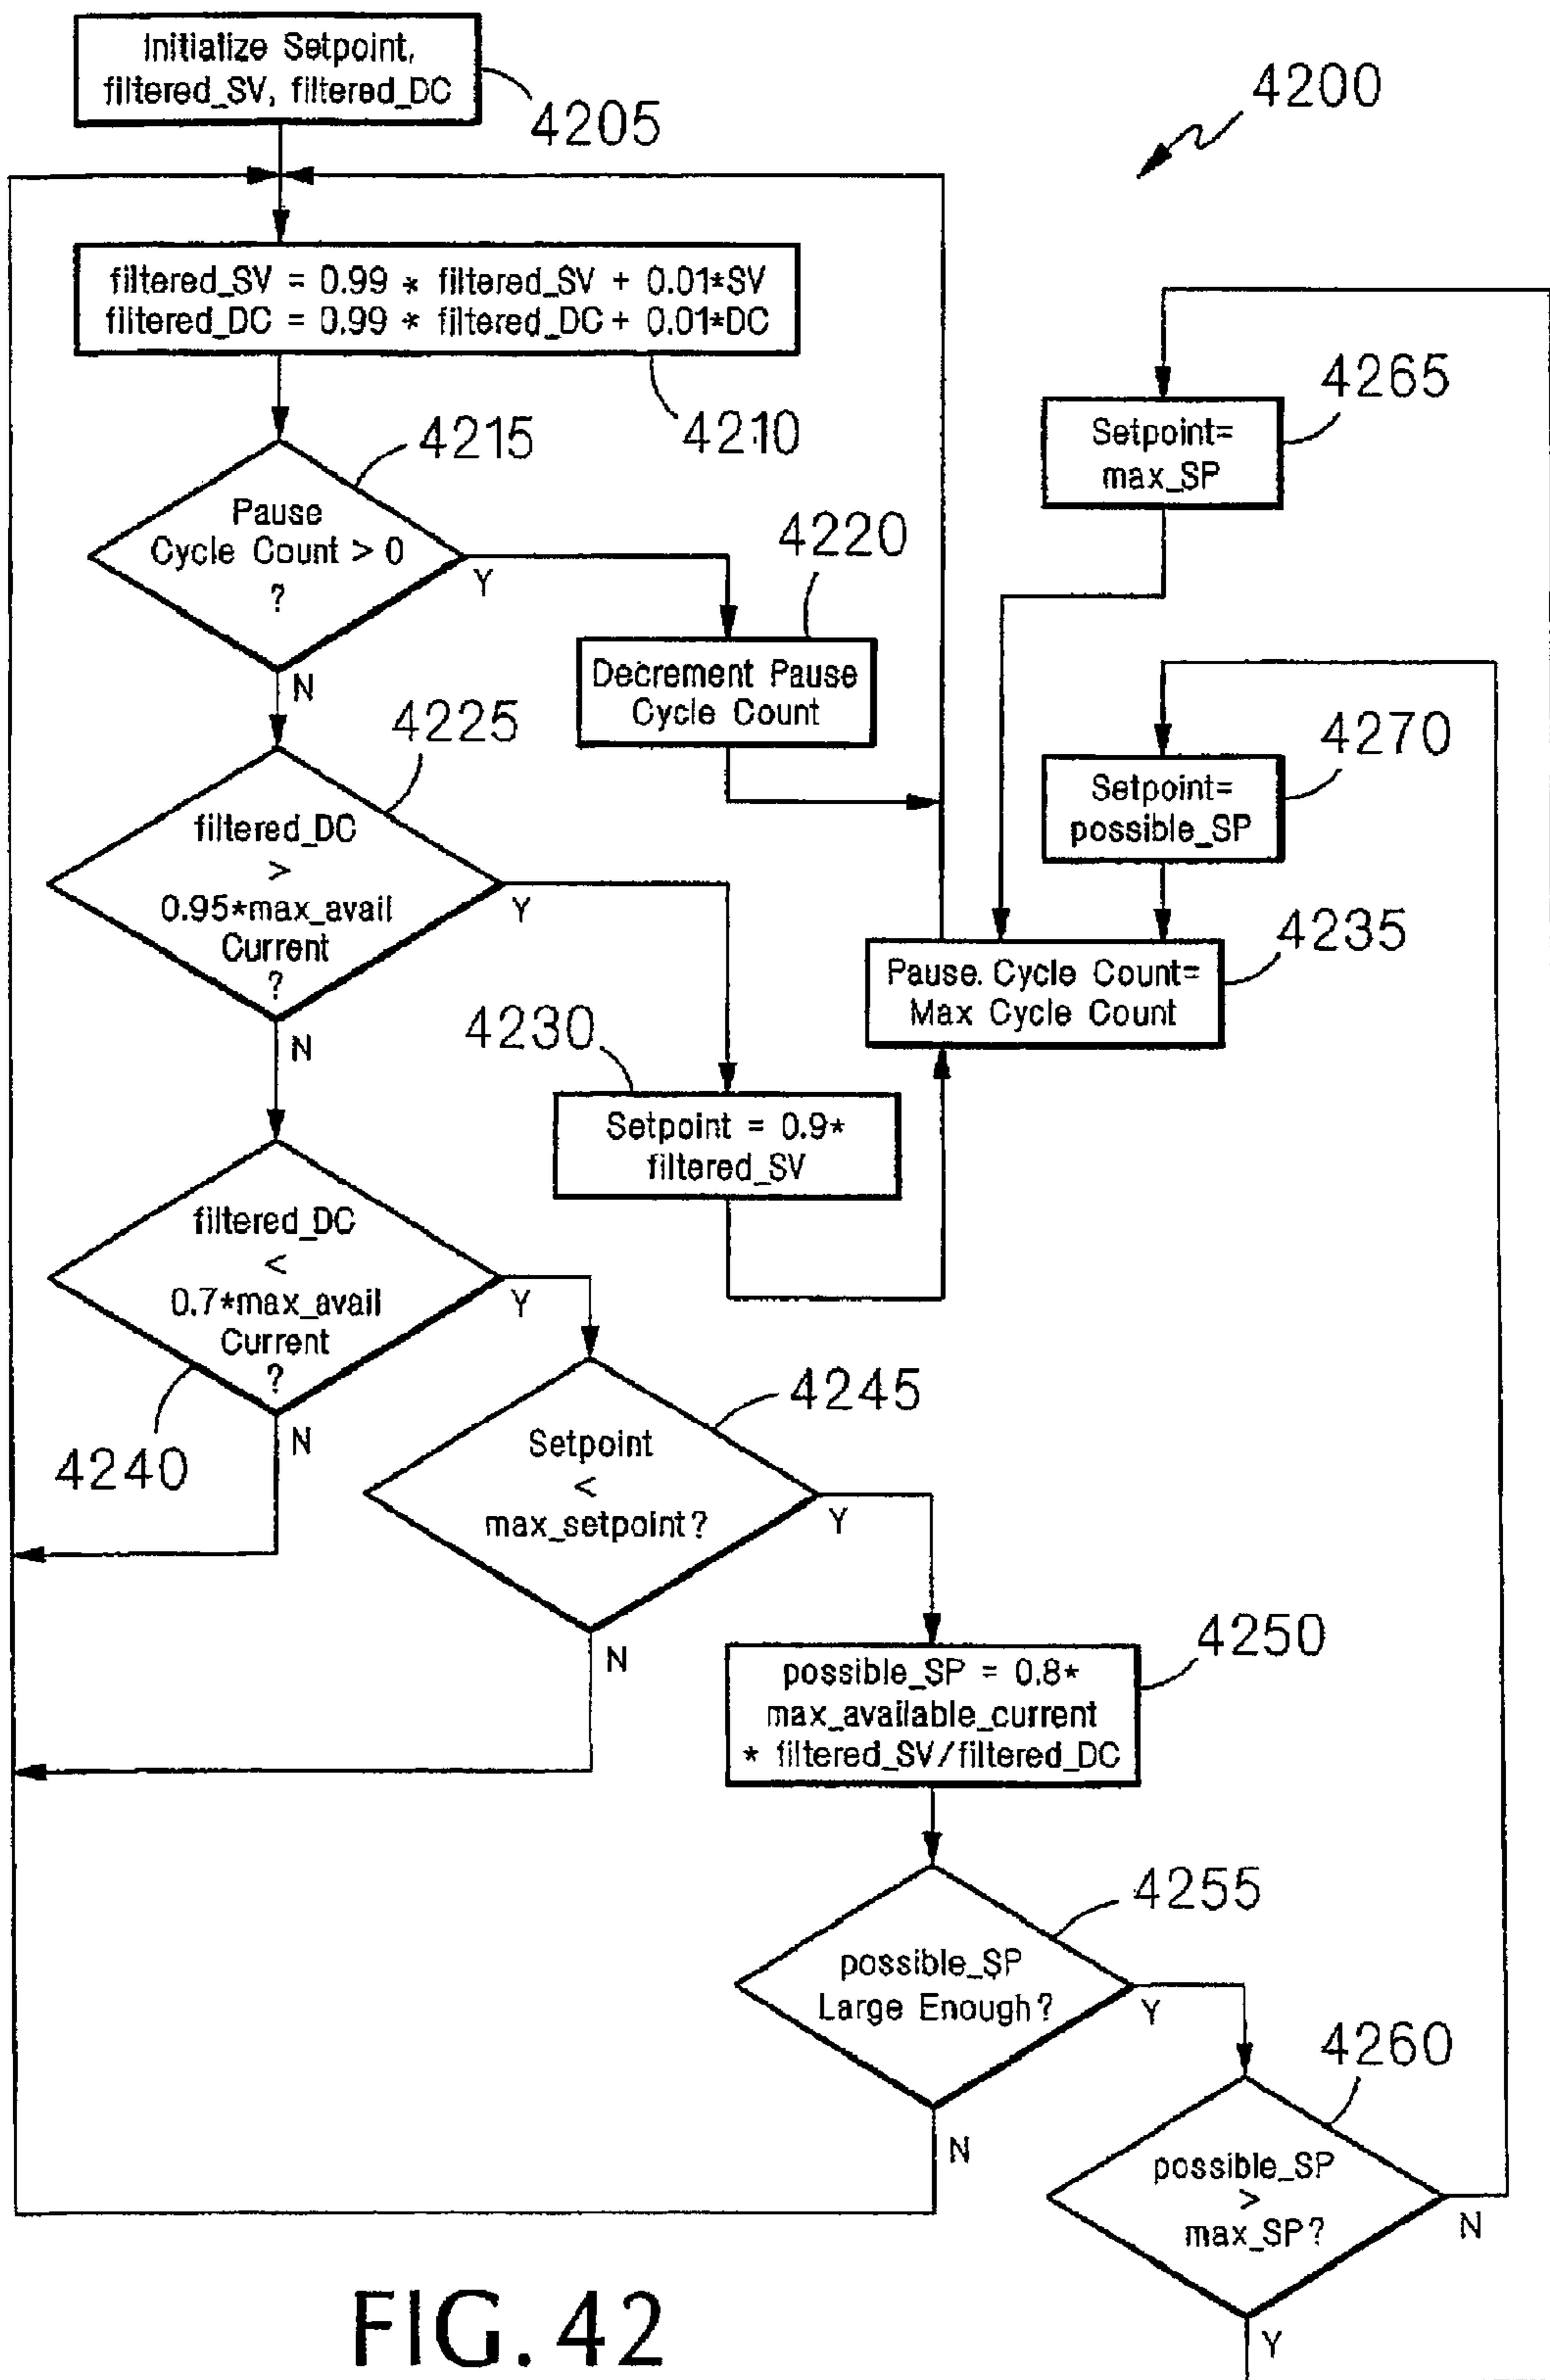 Initialize Setpoint,
filtered_SV, filtered_DC
4205
4200
filtered_SV = 0.99 * filtered_SV + 0.01*SV
filtered_DC = 0.99 * filtered_DC + 0.01*DC
4210
4215
Pause
Cycle Count > 0
?
Y
N
4220
Decrement Pause
Cycle Count
4265
Setpoint=
max_SP
4225
filtered_DC
>
0.95*max_avail
Current
?
Y
N
4270
Setpoint=
possible_SP
4235
Pause. Cycle Count=
Max Cycle Count
4230
Setpoint = 0.9*
filtered_SV
filtered_DC
<
0.7*max_avail
Current
?
Y
N
4240
4245
Setpoint
<
max_setpoint?
Y
N
4250
possible_SP = 0.8*
max_available_current
* filtered_SV/filtered_DC
4255
possible_SP
Large Enough?
Y
N
4260
possible_SP
>
max_SP?
N
Y
FIG. 42